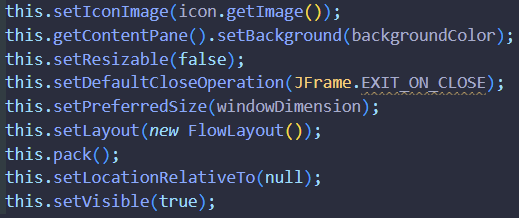 this.setIconImage(icon.getImage());
this.getContentPane().setBackground(backgroundColor);
this.setResizable(false);
this.setDefaultCloseOperation(JFrame.EXIT_ON_CLOSE);
this.setPreferredSize(windowDimension);
this.setLayout(new FlowLayout());
this.pack();
this.setLocationRelativeTo(null);
this.setVisible(true);